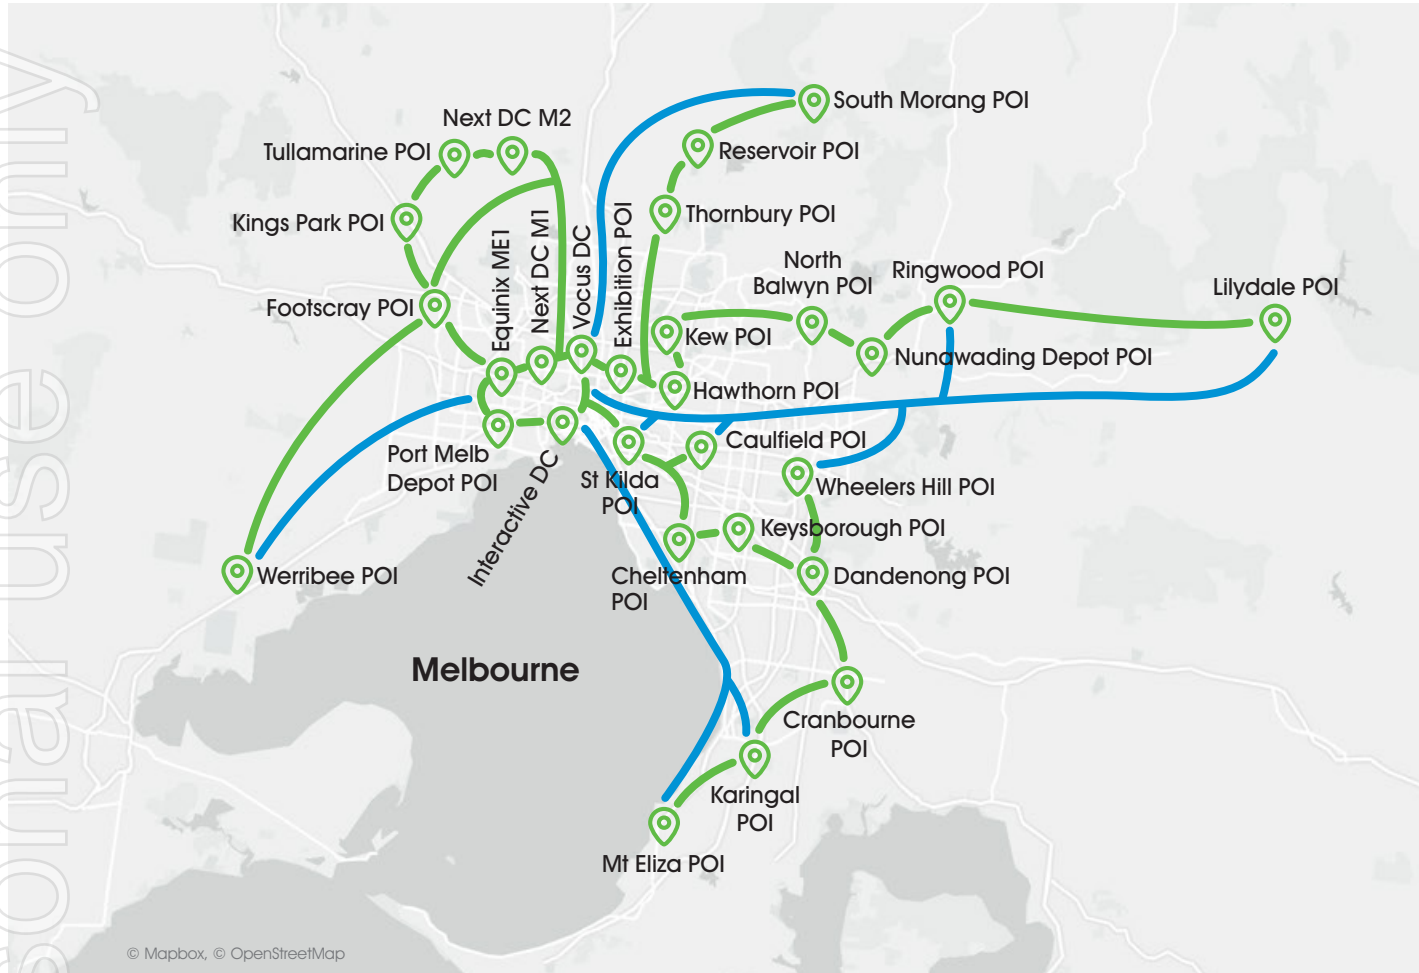 South Morang POI
Next DC M2
Tullamarine POI
Reservoir POI
Kings Park POI
Thornbury POI
Equinix ME1
Next DC M1
Vocus DC
Exhibition POI
North
Balwyn POI
Ringwood POI
Lilydale POI
Footscray POI
Kew POI
Nunawading Depot POI
Hawthorn POI
Port Melb
Depot POI
Interactive DC
St Kilda
POI
Caulfield POI
Wheelers Hill POI
Keysborough POI
Werribee POI
Cheltenham
POI
Dandenong POI
Melbourne
Cranbourne
POI
Karingal
POI
Mt Eliza POI
© Mapbox, © OpenStreetMap
sonal use only